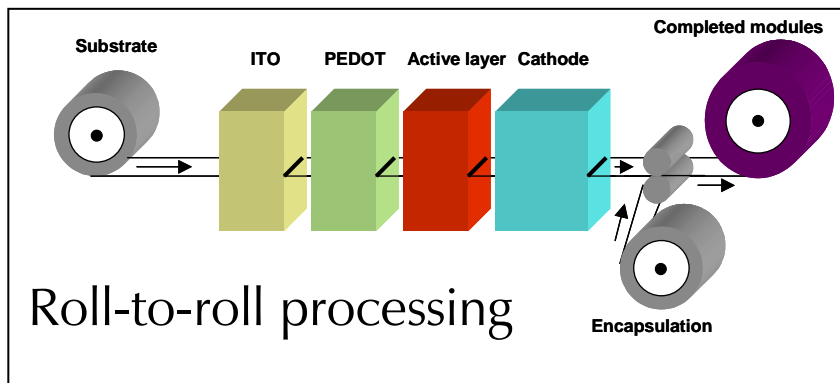 Completed modules
Substrate
ITO
PEDOT
Active layer
Cathode
Roll-to-roll processing
Encapsulation